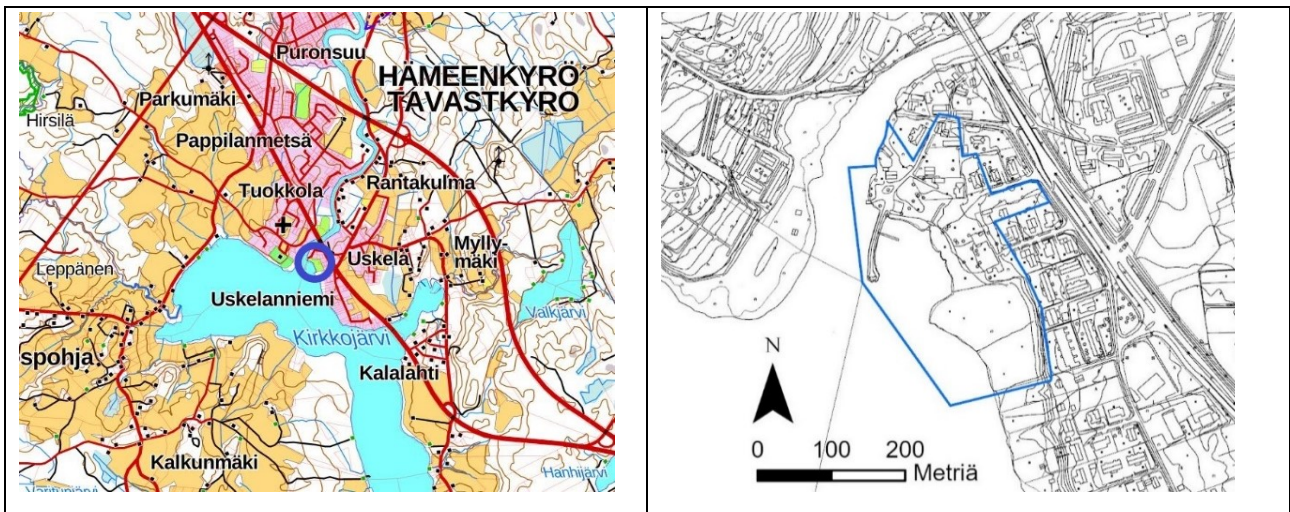 Puronsuu
HÄMEENKYRÖ
TAVASTKYRÖ
Parkumäki
Hirsilä
Pappilanmetsä
Rantakulma
Tuokkola
Uskela
Mylly-
mäki
Leppänen
Uskelanniemi
Valkjärvi
Kirkkojärvi
spohja
Kalalahti
Kalkunmäki
Hanhijärvi
N
0 100 200
Metriä